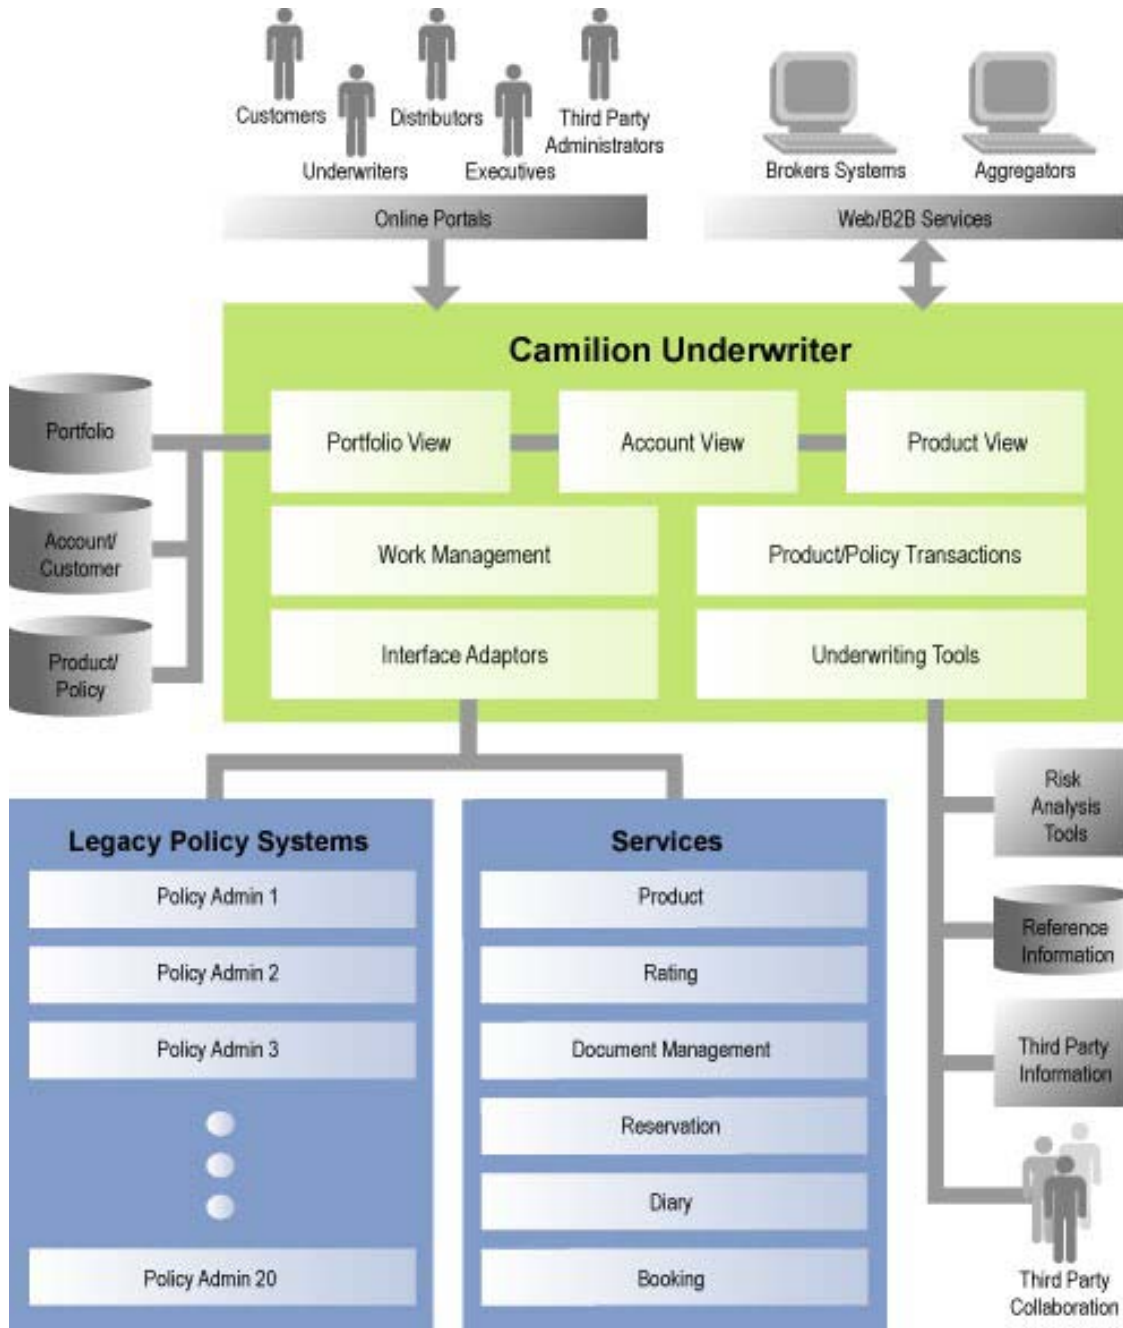 Customers
Distributors
Third Party
Administrators
Underwriters
Executives
Brokers Systems
Aggregators
Online Portals
Web/B2B Services
Camilion Underwriter
Portfolio
Portfolio View
Account View
Product View
Account/
Customer
Work Management
Product/Policy Transactions
Product/
Policy
Interface Adaptors
Underwriting Tools
Legacy Policy Systems
Policy Admin 1
Policy Admin 2
Policy Admin 3
Policy Admin 20
Services
Product
Rating
Document Management
Reservation
Diary
Booking
Risk
Analysis
Tools
Reference
Information
Third Party
Information
Third Party
Collaboration